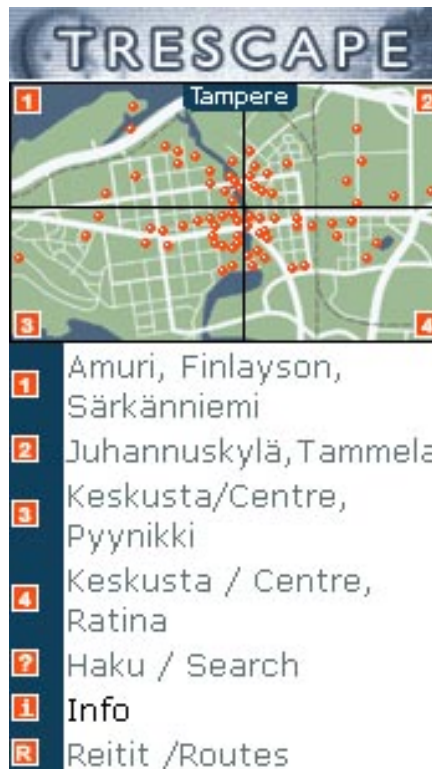 TRESCAPE
1 Tampere 2
3 4
1 Amuri, Finlayson,
Särkänniemi
2 Juhannuskylä,Tammela
3 Keskusta/Centre,
Pyynikki
4 Keskusta / Centre,
Ratina
? Haku / Search
i Info
R Reitit /Routes